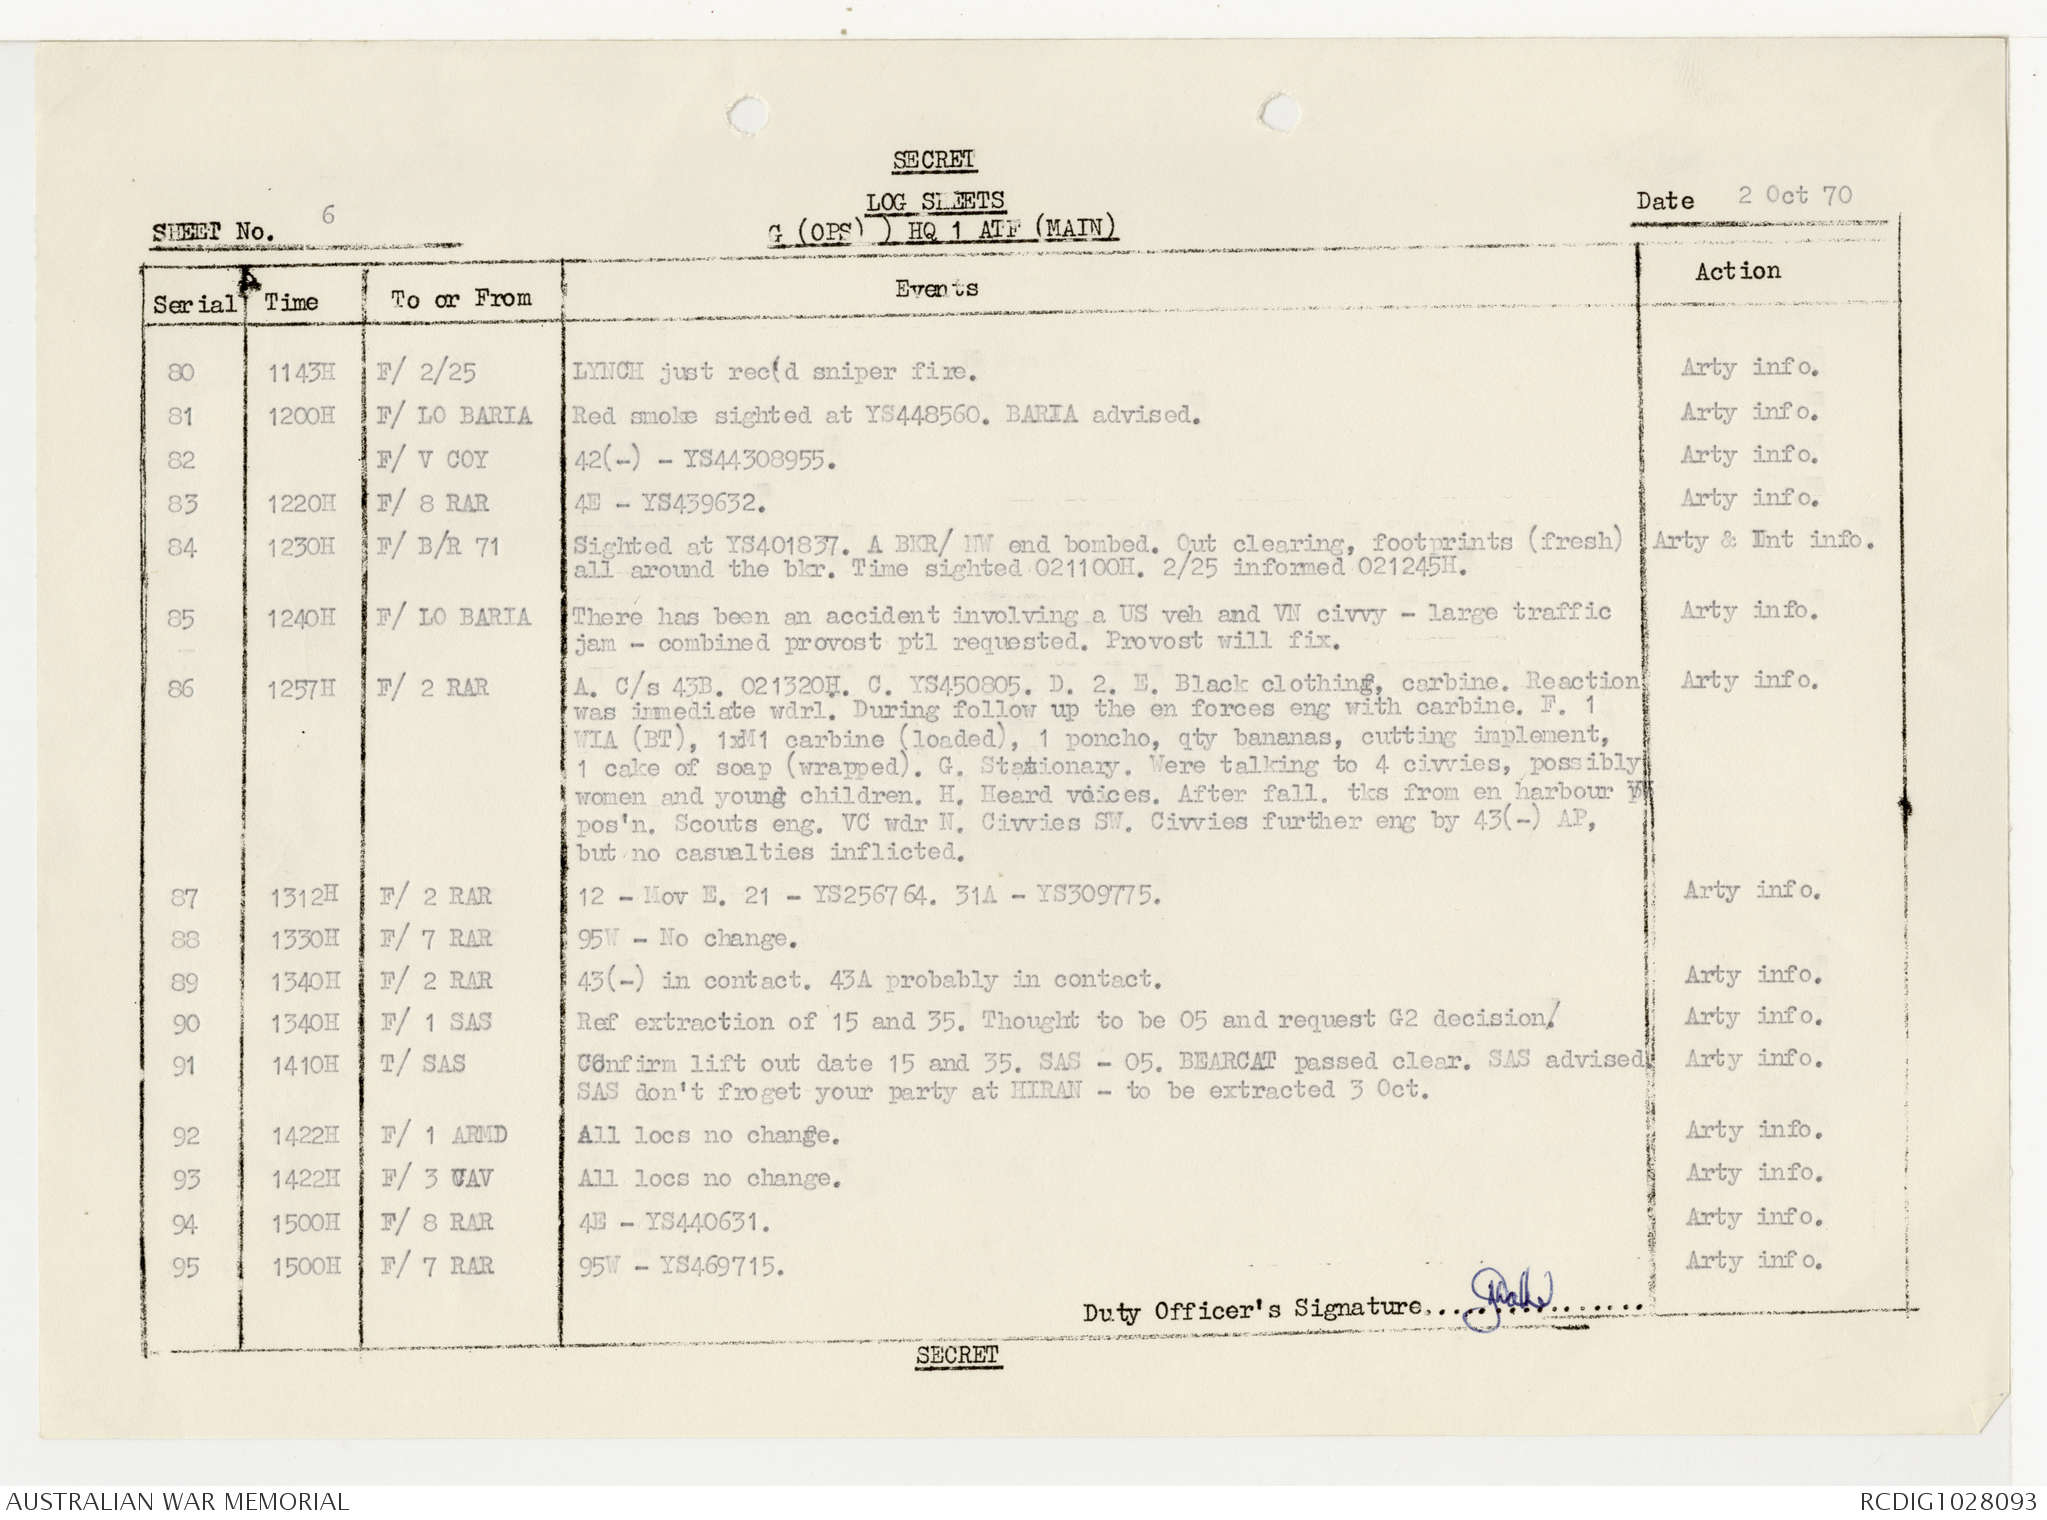 SECRET
LOG SHEETS
G (OPS) ) HQ 1 ATF (MAIN)
SHEET No. 6
Date 2 Oct 70
Serial Time To or From Events Action
80 1143H F/ 2/25 LYNCH just rec(d sniper fire. Arty info.
81 1200H F/ LO BARIA Red smoke sighted at YS448560. BARIA advised. Arty info.
82 F/ V COY 42(-) - YS44308955. Arty info.
83 1220H F/ 8 RAR 4E - YS439632. Arty info.
84 1230H F/ B/R 71 Sighted at YS401837. A BKR/ NW end bombed. Out clearing, footprints (fresh) Arty & Int info.
all around the bkr. Time sighted 021100H. 2/25 informed 021245H.
85 1240H F/ LO BARIA There has been an accident involving a US veh and VN civvy - large traffic Arty info.
jam - combined provost ptl requested. Provost will fix.
86 1257H F/ 2 RAR A. C/s 43B. 021320H. C. YS450805. D. 2. E. Black clothing, carbine. Reaction Arty info.
was immediate wdrl. During follow up the en forces eng with carbine. F. 1
WIA (BT), 1xM1 carbine (loaded), 1 poncho, qty bananas, cutting implement,
1 cake of soap (wrapped). G. Stationary. Were talking to 4 civvies, possibly
women and young children. H. Heard voices. After fall. tks from en harbour
pos'n. Scouts eng. VC wdr N. Civvies SW. Civvies further eng by 43(-) AP,
but no casualties inflicted.
87 1312H F/ 2 RAR 12 - Mov E. 21 - YS256764. 31A - YS309775. Arty info.
88 1330H F/ 7 RAR 95W - No change.
89 1340H F/ 2 RAR 43(-) in contact. 43A probably in contact. Arty info.
90 1340H F/ 1 SAS Ref extraction of 15 and 35. Thought to be 05 and request G2 decision/. Arty info.
91 1410H T/ SAS Confirm lift out date 15 and 35. SAS - 05. BEARCAT passed clear. SAS advised. Arty info.
SAS don't froget your party at HIRAN - to be extracted 3 Oct.
92 1422H F/ 1 ARMD All locs no change. Arty info.
93 1422H F/ 3 CAV All locs no change. Arty info.
94 1500H F/ 8 RAR 4E - YS440631. Arty info.
95 1500H F/ 7 RAR 95W - YS469715. Arty info.
Duty Officer's Signature..................
SECRET
AUSTRALIAN WAR MEMORIAL
RCDIG1028093